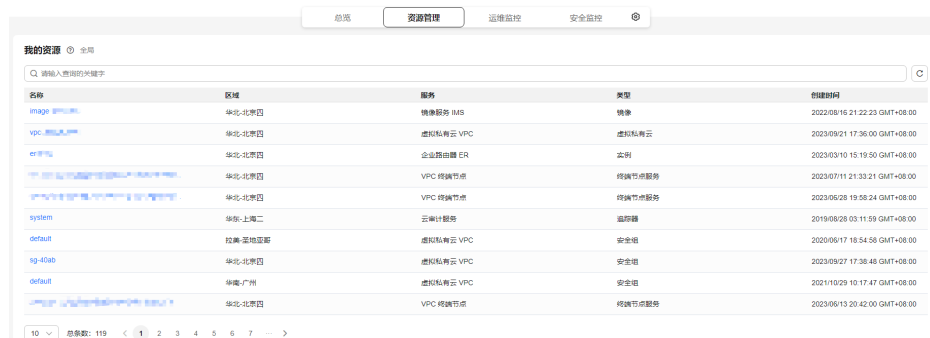 总览 资源管理 运维监控 安全监控
我的资源 全局
请输入查询的关键字
名称 区域 服务 类型 创建时间
image 华北-北京四 镜像服务 IMS 镜像 2022/08/16 21:22:23 GMT+08:00
vpc 华北-北京四 虚拟私有云 VPC 虚拟私有云 2023/09/21 17:36:00 GMT+08:00
er 华北-北京四 企业路由器 ER 实例 2023/03/10 15:19:50 GMT+08:00
华北-北京四 VPC 终端节点 终端节点服务 2023/07/11 21:33:21 GMT+08:00
华北-北京四 VPC 终端节点 终端节点服务 2023/06/28 19:58:24 GMT+08:00
system 华东-上海二 云审计服务 追踪器 2019/08/28 03:11:59 GMT+08:00
default 拉美-圣地亚哥 虚拟私有云 VPC 安全组 2020/06/17 18:54:58 GMT+08:00
sg-40ab 华北-北京四 虚拟私有云 VPC 安全组 2023/09/27 17:38:48 GMT+08:00
default 华南-广州 虚拟私有云 VPC 安全组 2021/10/29 10:17:47 GMT+08:00
华北-北京四 VPC 终端节点 终端节点服务 2023/06/13 20:42:00 GMT+08:00
10 总条数: 119 < 1 2 3 4 5 6 7 ... >